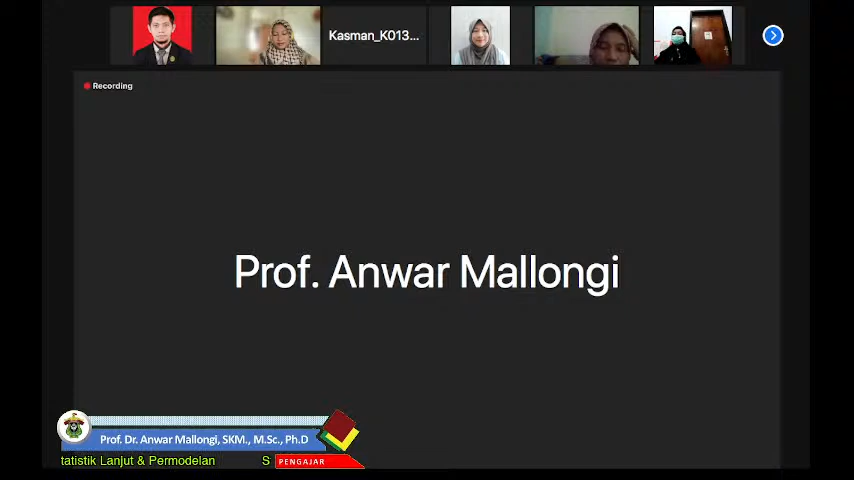 Kasman_K013...
Recording
Prof. Anwar Mallongi
Prof. Dr. Anwar Mallongi, SKM., M.Sc., Ph.D
tatistik Lanjut & Permodelan S
PENGAJAR